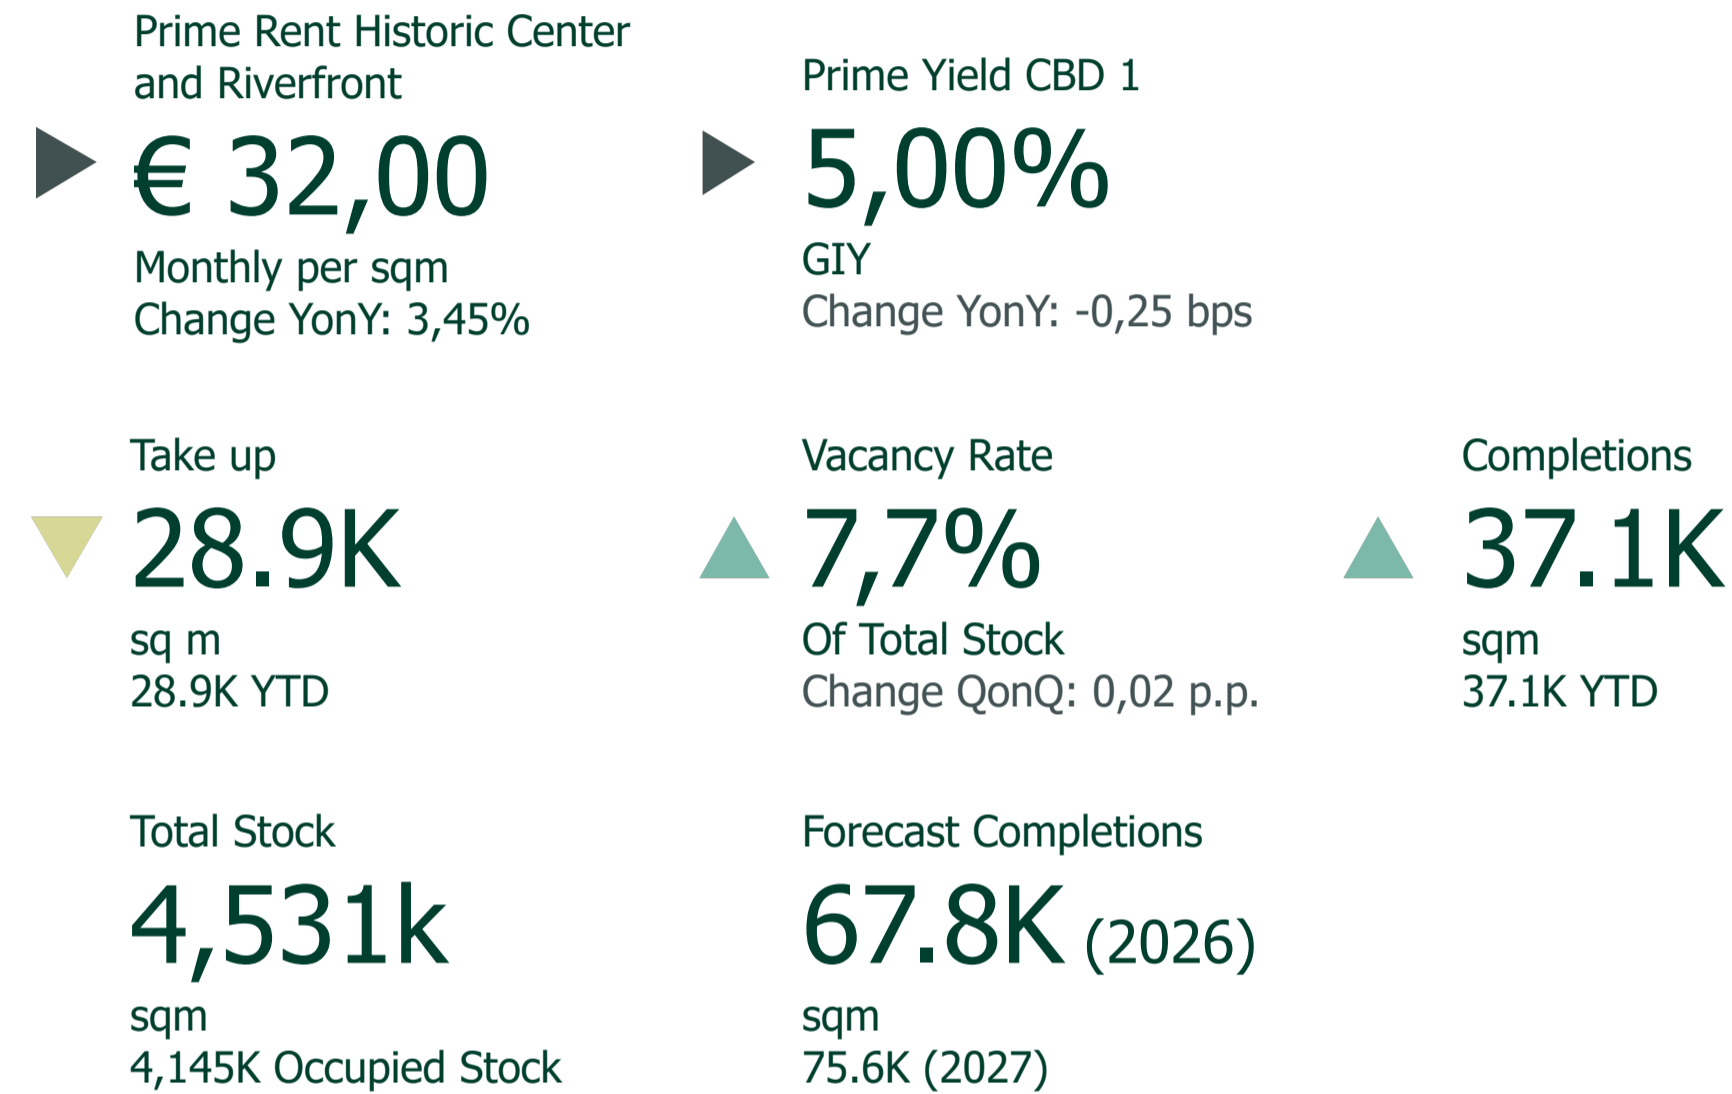 Prime Rent Historic Center
and Riverfront
€ 32,00
Monthly per sqm
Change YonY: 3,45%
Prime Yield CBD 1
5,00%
GIY
Change YonY: -0,25 bps
Take up
28.9K
sq m
28.9K YTD
Vacancy Rate
7,7%
Of Total Stock
Change QonQ: 0,02 p.p.
Completions
37.1K
sqm
37.1K YTD
Total Stock
4,531k
sqm
4,145K Occupied Stock
Forecast Completions
67.8K (2026)
sqm
75.6K (2027)